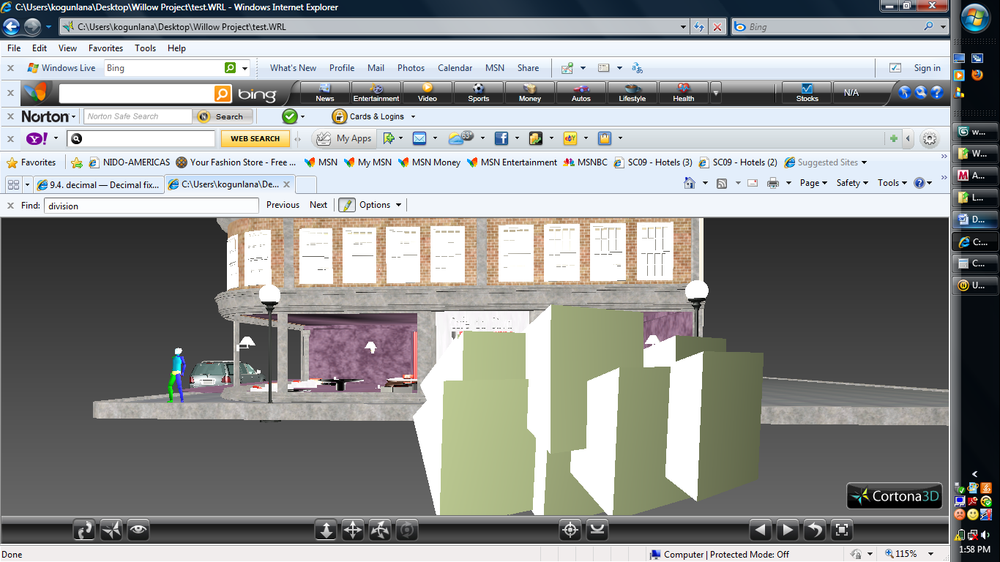 C:\Users\kogunlana\Desktop\Willow Project\test.WRL - Windows Internet Explorer
C:\Users\kogunlana\Desktop\Willow Project\test.WRL
Bing
File Edit View Favorites Tools Help
Windows Live Bing What's New Profile Mail Photos Calendar MSN Share Sign in
bing News Entertainment Video Sports Money Autos Lifestyle Health Stocks N/A
Norton Norton Safe Search Search Cards & Logins
Y! WEB SEARCH My Apps 63°
Favorites NIDO-AMERICAS Your Fashion Store - Free ... MSN My MSN MSN Money MSN Entertainment MSNBC SC09 - Hotels (3) SC09 - Hotels (2) Suggested Sites
9.4. decimal — Decimal fix... C:\Users\kogunlana\De... Page Safety Tools
Find: division Previous Next Options
w...
W...
A...
L...
D...
C:...
C...
U...
Cortona3D
Done Computer | Protected Mode: Off 115%
1:58 PM